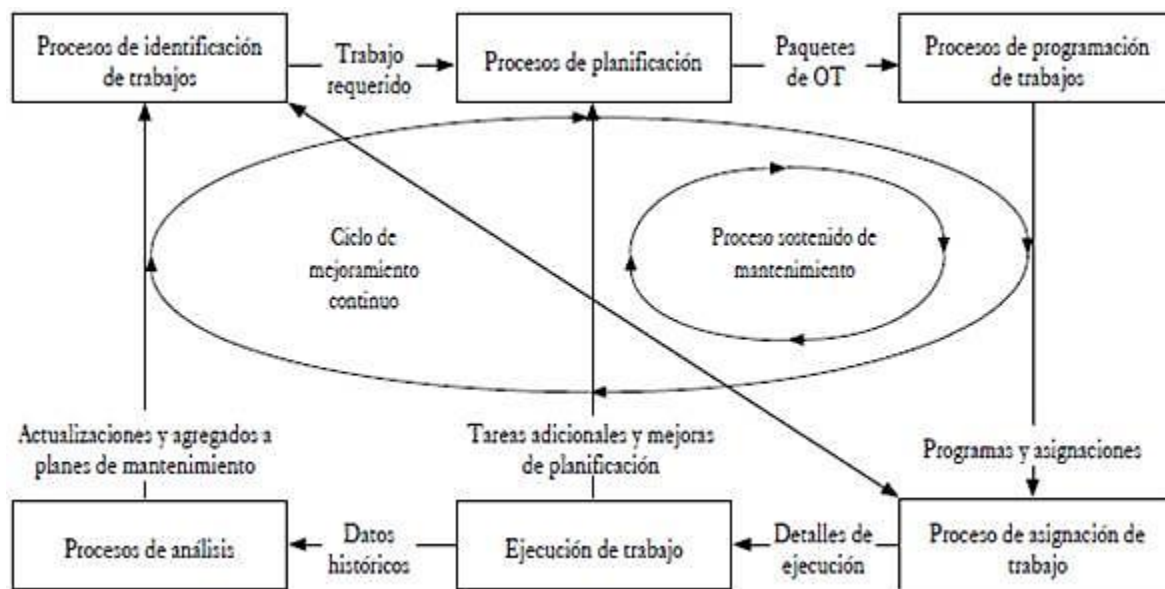 Procesos de identificación
de trabajos
Trabajo
requerido
Procesos de planificación
Paquetes
de OT
Procesos de programación
de trabajos
Ciclo de
mejoramiento
continuo
Proceso sostenido de
mantenimiento
Actualizaciones y agregados a
planes de mantenimiento
Tareas adicionales y mejoras
de planificación
Programas y asignaciones
Procesos de análisis
Datos
históricos
Ejecución de trabajo
Detalles de
ejecución
Proceso de asignación de
trabajo